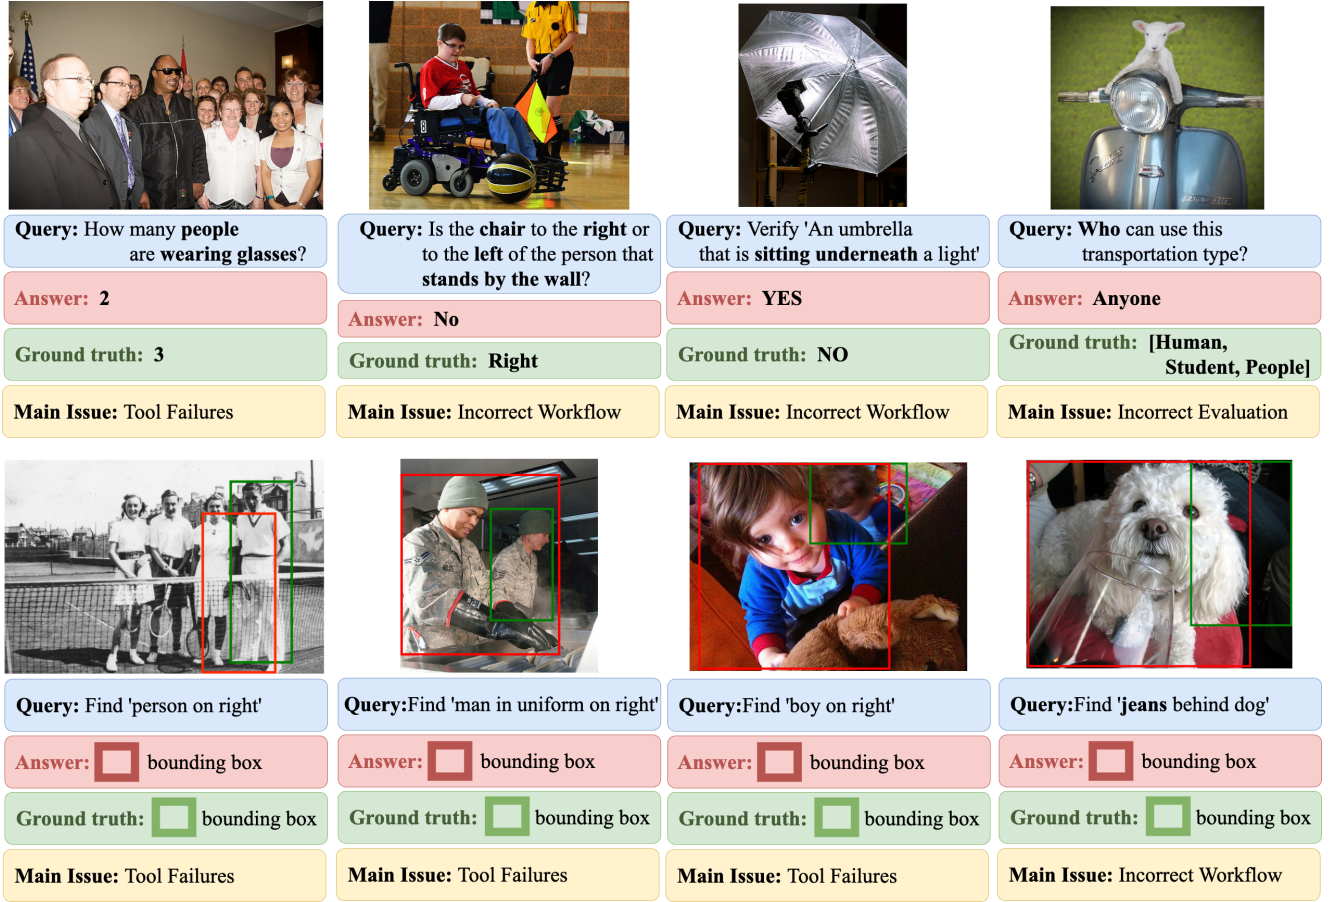 Query: How many people
are wearing glasses?
Answer: 2
Ground truth: 3
Main Issue: Tool Failures
8
Query: Is the chair to the right or
to the left of the person that
stands by the wall?
Answer: No
Ground truth: Right
Main Issue: Incorrect Workflow
Query: Verify 'An umbrella
that is sitting underneath a light'
Answer: YES
Ground truth: NO
Main Issue: Incorrect Workflow
Query: Who can use this
transportation type?
Answer: Anyone
Ground truth: [Human,
Student, People]
Main Issue: Incorrect Evaluation
Query: Find 'person on right'
Answer: bounding box
Ground truth: bounding box
Main Issue: Tool Failures
Query:Find 'man in uniform on right'
Answer: bounding box
Ground truth: bounding box
Main Issue: Tool Failures
Query:Find 'boy on right'
Answer: bounding box
Ground truth: bounding box
Main Issue: Tool Failures
Query:Find 'jeans behind dog'
Answer: bounding box
Ground truth: bounding box
Main Issue: Incorrect Workflow